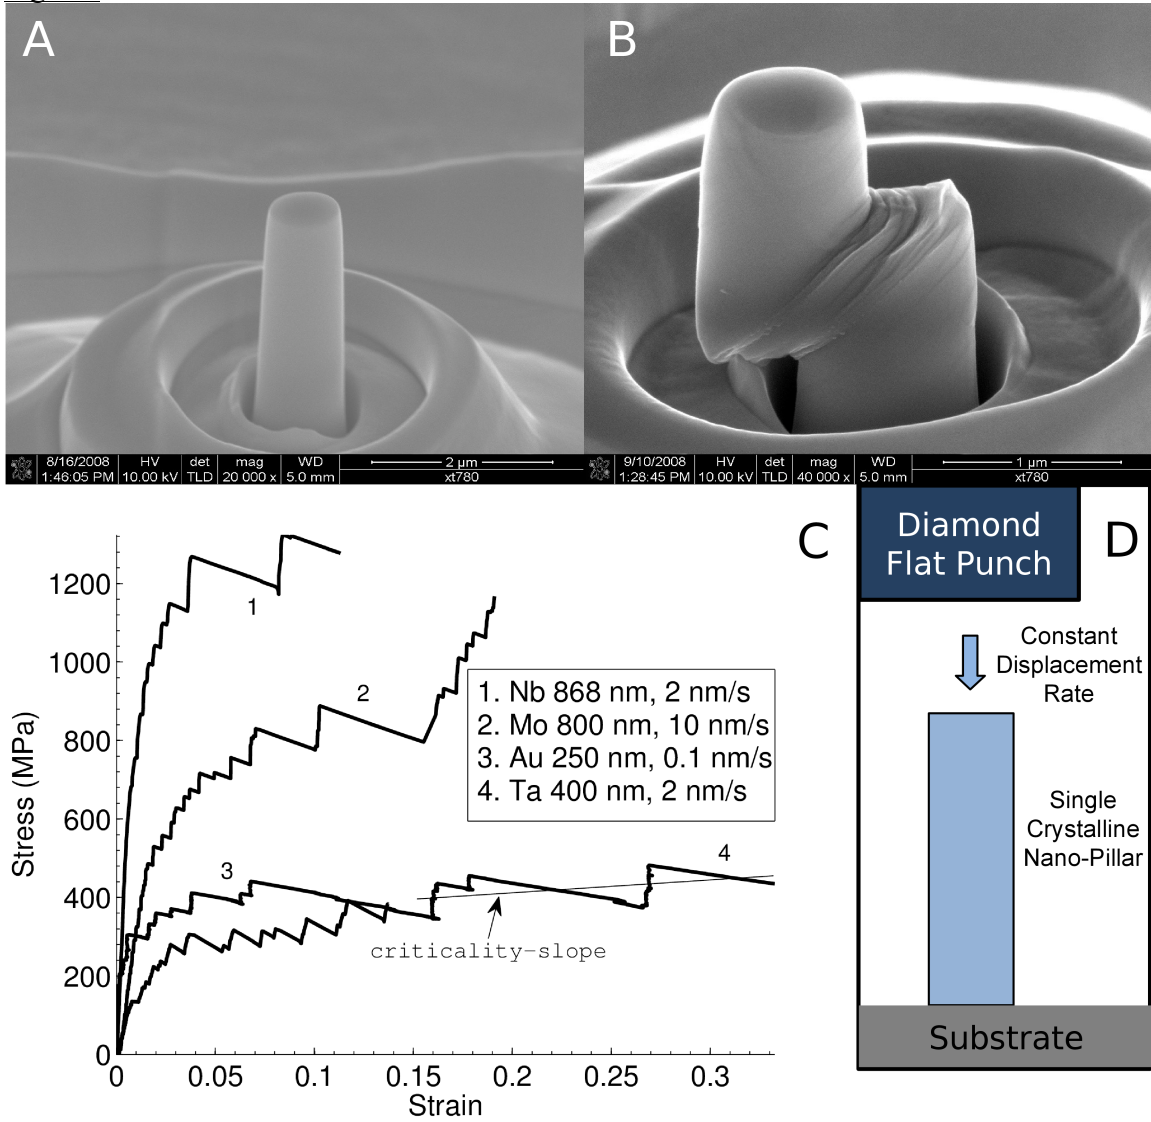 A
B
8/16/2008 HV det mag WD 2 µm
1:46:05 PM 10.00 kV TLD 20 000 x 5.0 mm xt780
9/10/2008 HV det mag WD 1 µm
1:28:45 PM 10.00 kV TLD 40 000 x 5.0 mm xt780
C
Stress (MPa)
1200
1000
800
600
400
200
0
0 0.05 0.1 0.15 0.2 0.25 0.3
Strain
1
2
3
4
1. Nb 868 nm, 2 nm/s
2. Mo 800 nm, 10 nm/s
3. Au 250 nm, 0.1 nm/s
4. Ta 400 nm, 2 nm/s
criticality-slope
D
Diamond
Flat Punch
Constant
Displacement
Rate
Single
Crystalline
Nano-Pillar
Substrate